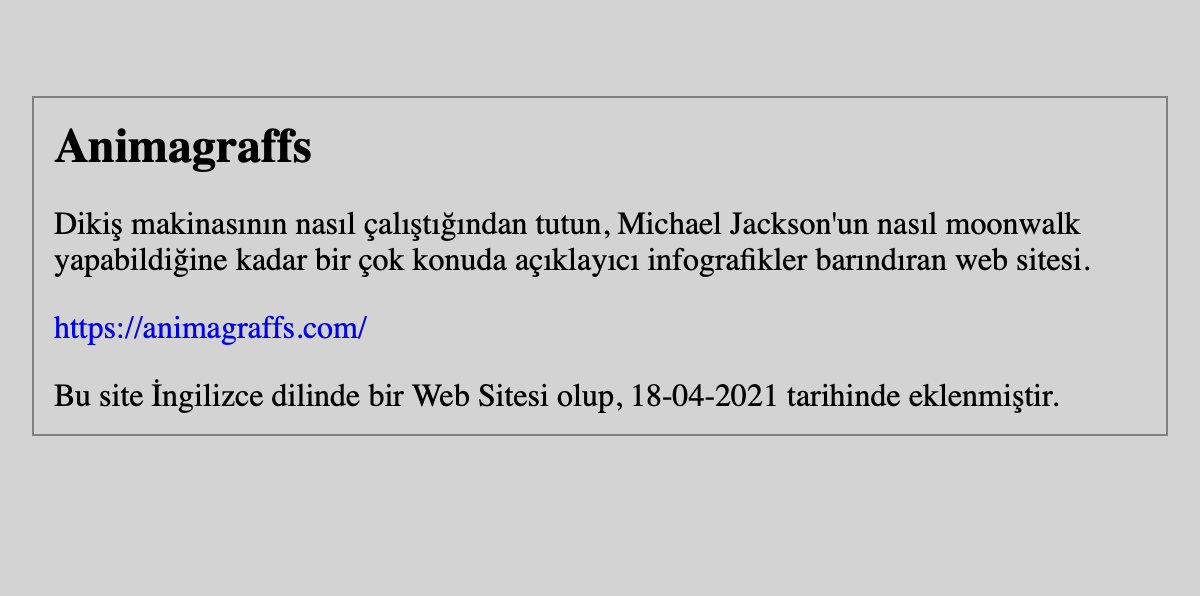 Animagraffs
Dikiş makinasının nasıl çalıştığından tutun, Michael Jackson'un nasıl moonwalk
yapabildiğine kadar bir çok konuda açıklayıcı infografikler barındıran web sitesi.
https://animagraffs.com/
Bu site İngilizce dilinde bir Web Sitesi olup, 18-04-2021 tarihinde eklenmiştir.